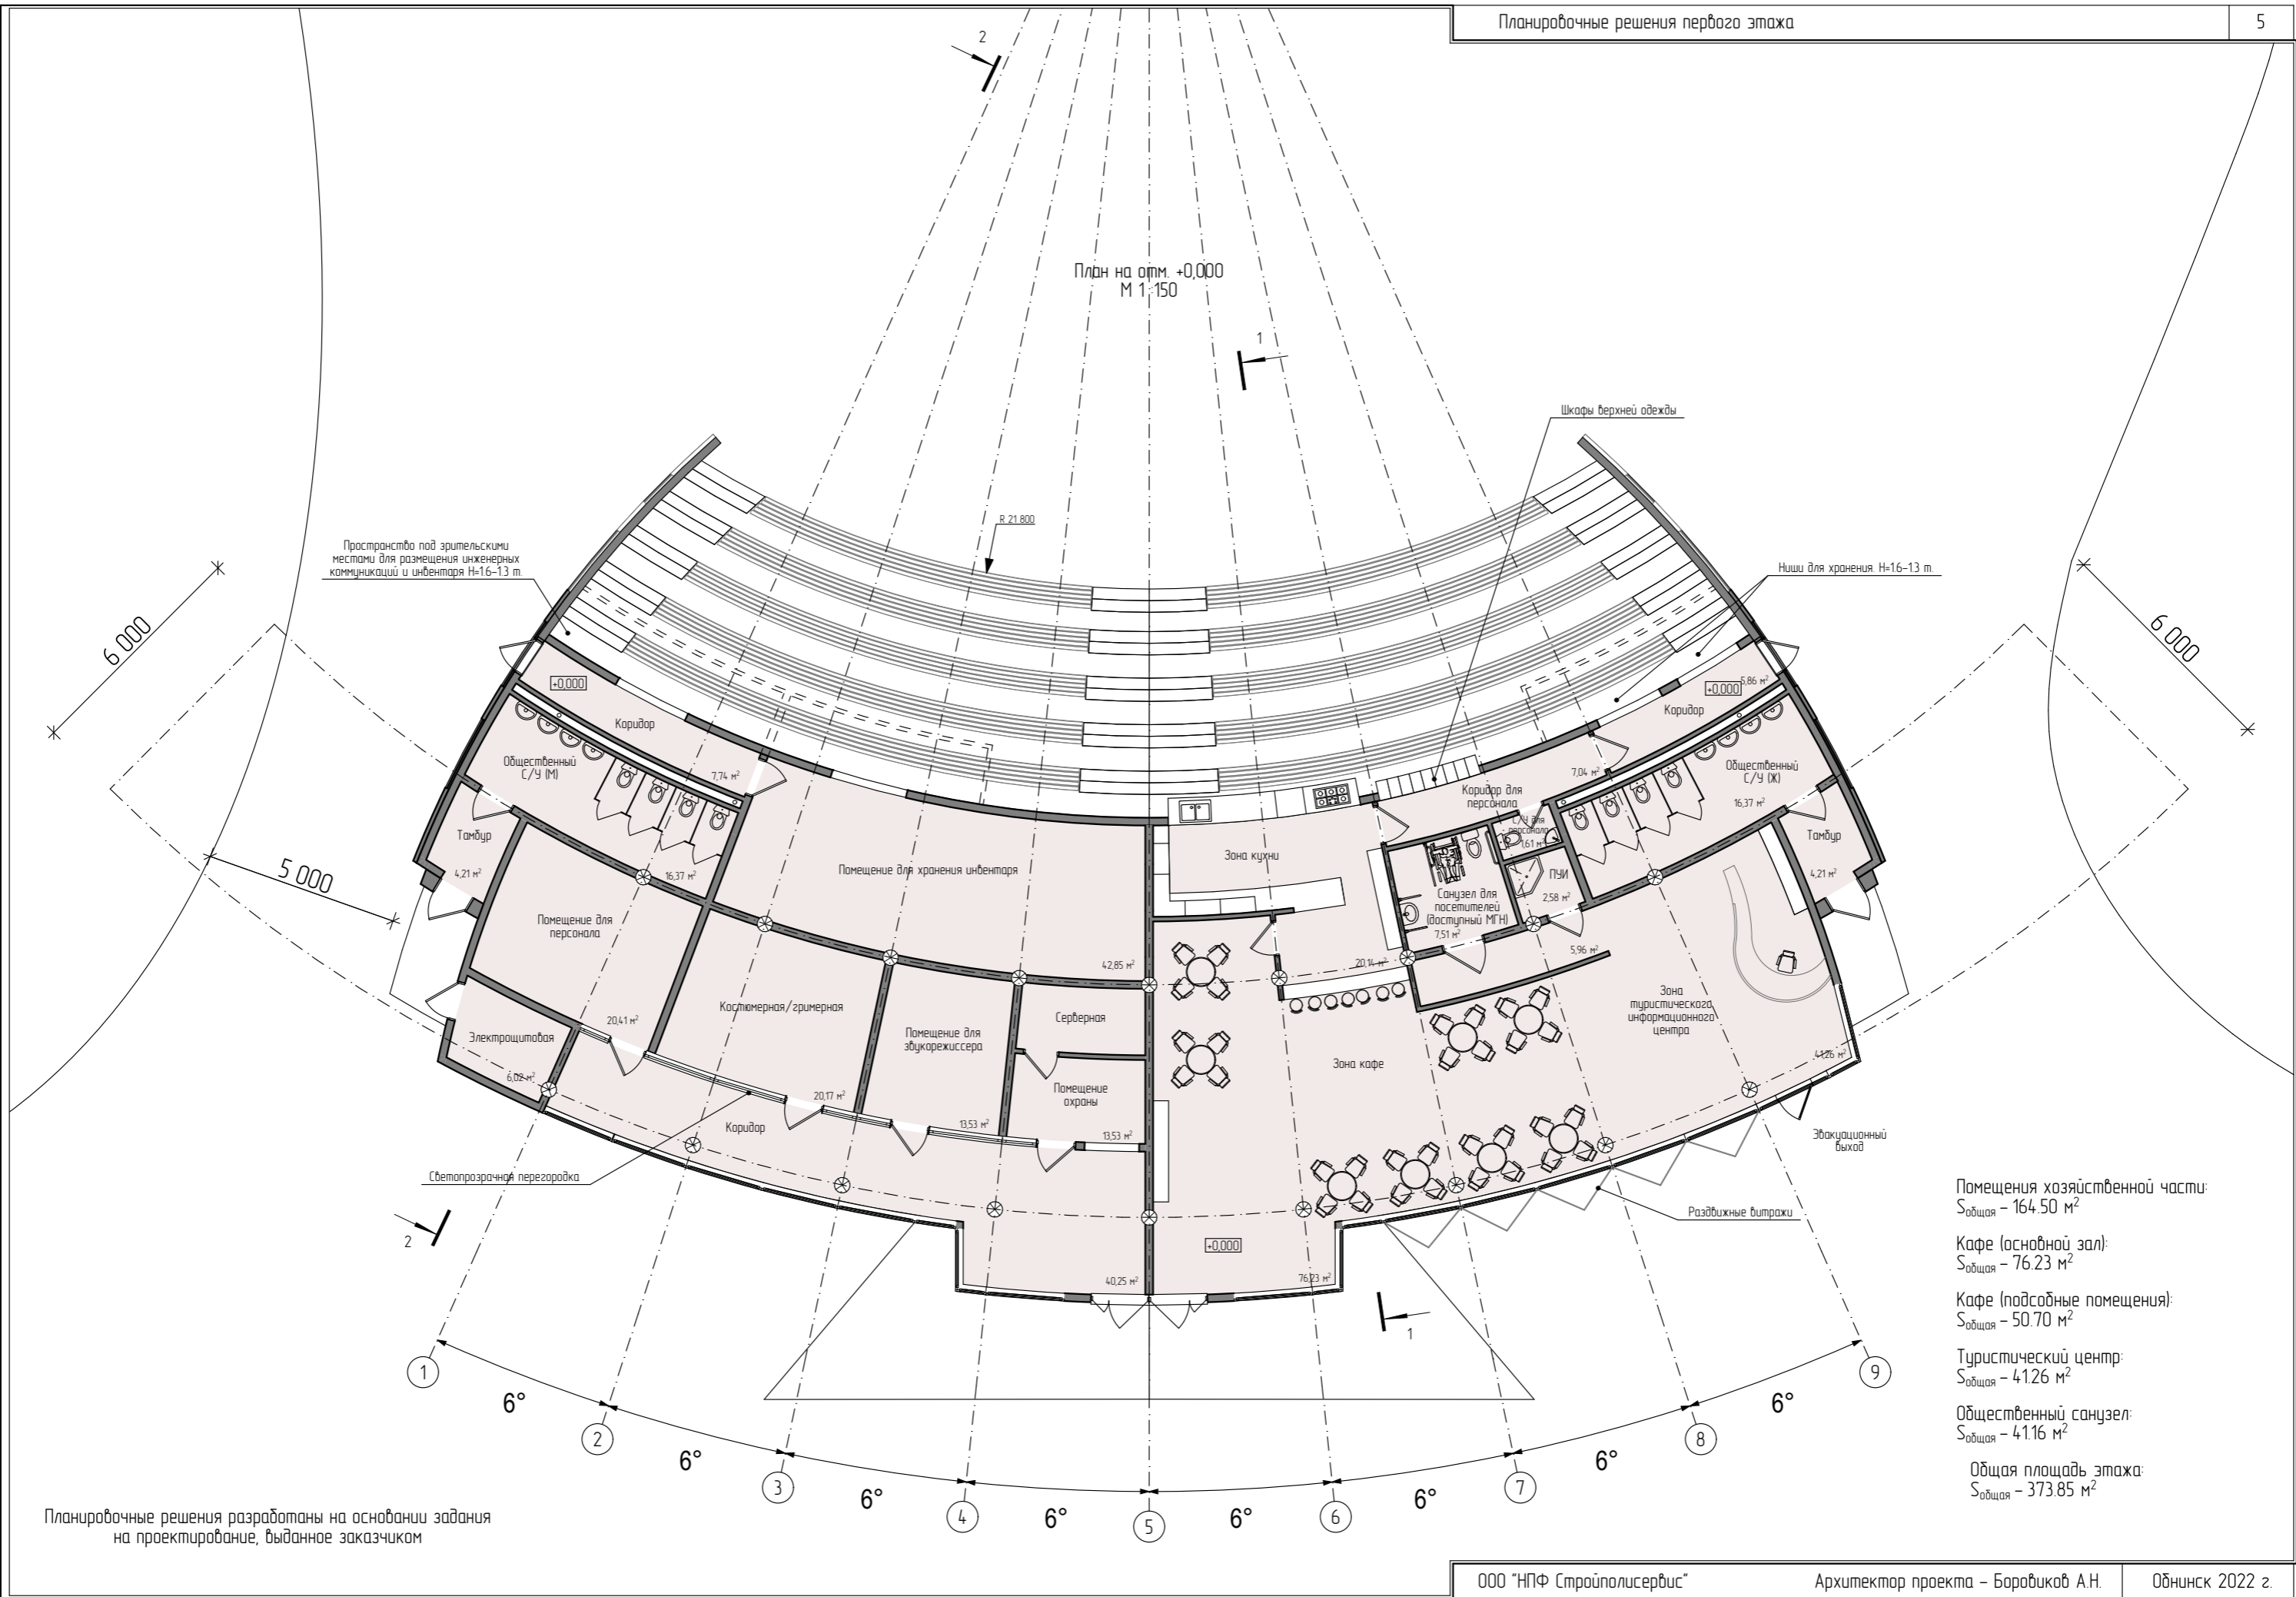 Планировочные решения первого этажа
5
2
План на отм. +0,000
М 1:150
1
Шкафы верхней одежды
R 21 800
Пространство под зрительскими
местами для размещения инженерных
коммуникаций и инвентаря H=1.6-1.3 m.
Ниши для хранения. H=1.6-1.3 m.
6 000
6 000
+0,000
+0,000
5,86 м²
Коридор
Коридор
7,74 м²
7,04 м²
Общественный
С/У (М)
Общественный
С/У (Ж)
16,37 м²
Коридор для
персонала
С/У для
персонала
1,61 м²
Тамбур
Тамбур
4,21 м²
4,21 м²
16,37 м²
Помещение для хранения инвентаря
Зона кухни
ПУИ
2,58 м²
Санузел для
посетителей
(доступный МГН)
7,51 м²
5 000
Помещение для
персонала
42,85 м²
20,14 м²
5,96 м²
Костюмерная/гримерная
Зона
туристического
информационного
центра
20,41 м²
Серверная
Помещение для
звукорежиссера
Электрощитовая
6,02 м²
Зона кафе
41,26 м²
Помещение
охраны
20,17 м²
13,53 м²
13,53 м²
Коридор
Эвакуационный
выход
Светопрозрачная перегородка
Раздвижные витражи
2
+0,000
40,25 м²
76,23 м²
1
Помещения хозяйственной части:
Sобщая – 164.50 м²
Кафе (основной зал):
Sобщая – 76.23 м²
Кафе (подсобные помещения):
Sобщая – 50.70 м²
Туристический центр:
Sобщая – 41.26 м²
Общественный санузел:
Sобщая – 41.16 м²
Общая площадь этажа:
Sобщая – 373.85 м²
1
6°
2
6°
3
6°
4
6°
5
6°
6
6°
7
6°
8
6°
9
Планировочные решения разработаны на основании задания
на проектирование, выданное заказчиком
ООО "НПФ Стройполисервис"
Архитектор проекта – Боровиков А.Н.
Обнинск 2022 г.